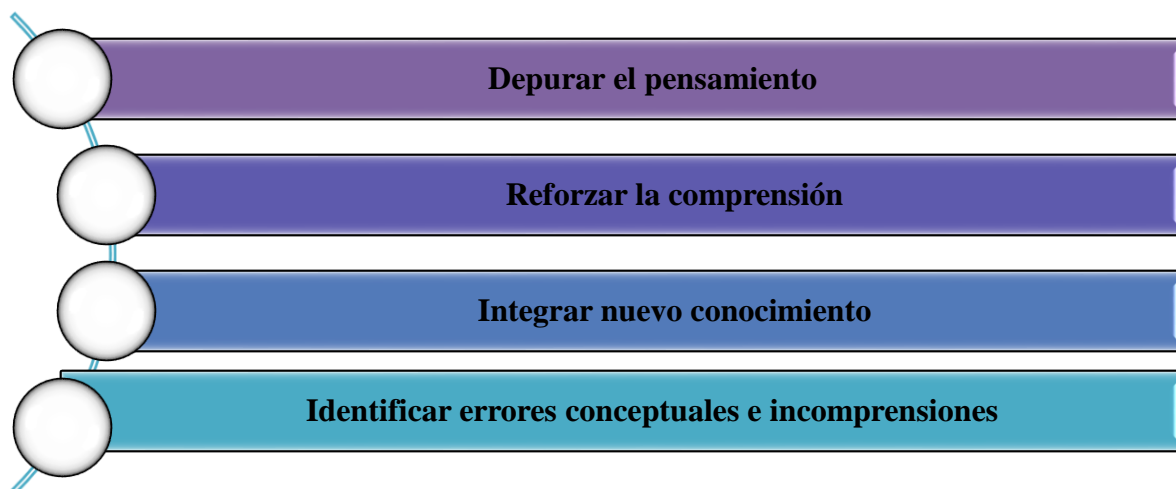 Depurar el pensamiento
Reforzar la comprensión
Integrar nuevo conocimiento
Identificar errores conceptuales e incomprensiones